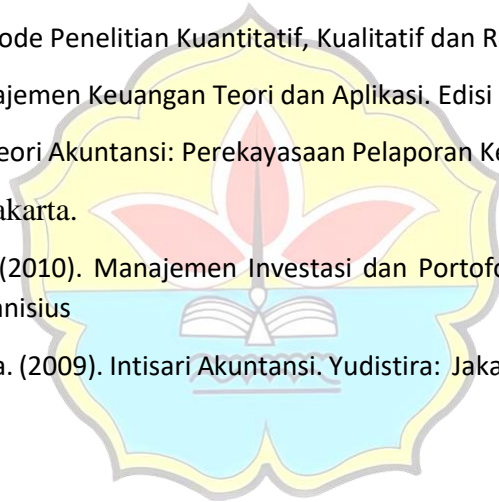 ode Penelitian Kuantitatif, Kualitatif dan R
ajemen Keuangan Teori dan Aplikasi. Edisi
eori Akuntansi: Perekayasaan Pelaporan Ke
akarta.
(2010). Manajemen Investasi dan Portofo
nisius
a. (2009). Intisari Akuntansi. Yudistira: Jaka